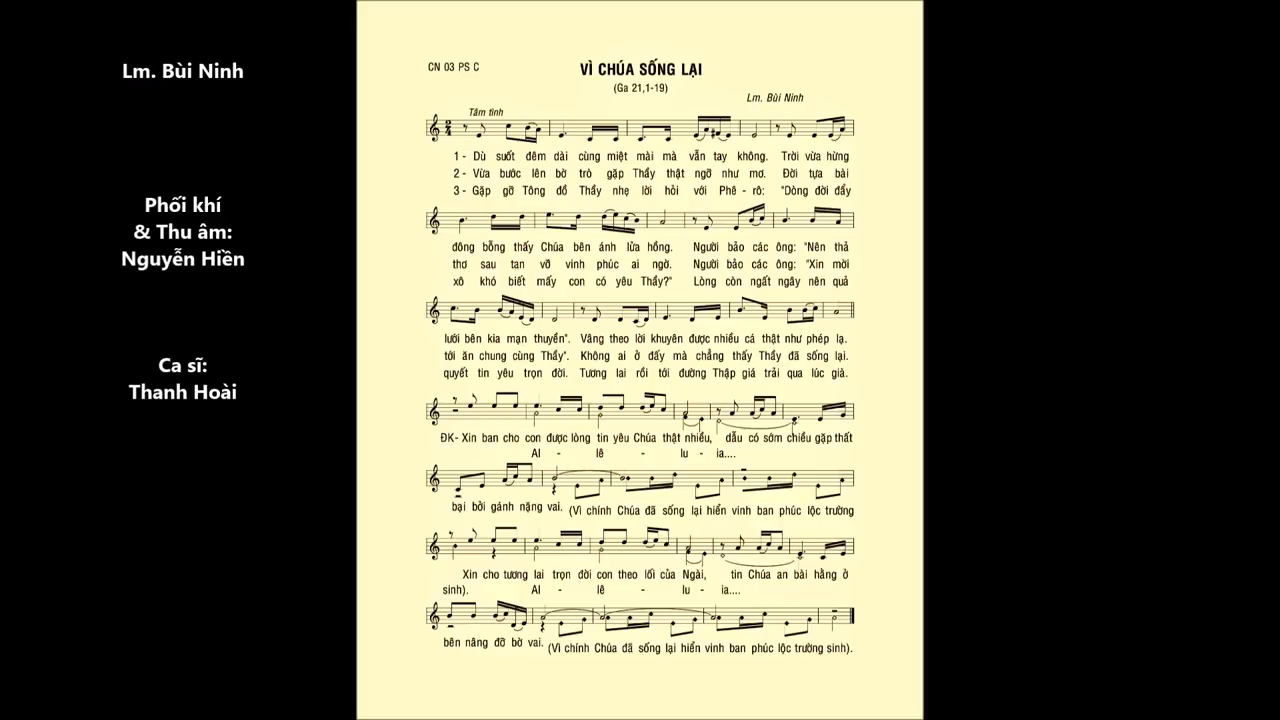 Lm. Bùi Ninh
Phối khí
& Thu âm:
Nguyễn Hiền
Ca sĩ:
Thanh Hoài
CN 03 PS C
VÌ CHÚA SỐNG LẠI
(Ga 21,1-19)
Lm. Bùi Ninh
Tâm tình
1- Dù suốt đêm dài cùng miệt mài mà vẫn tay không. Trời vừa hừng
2- Vừa bước lên bờ trò gặp Thầy thật ngỡ như mơ. Đời tựa bài
3- Gặp gỡ Tông đồ Thầy nhẹ lời hỏi với Phê - rô: "Dòng đời đẩy
đông bỗng thấy Chúa bên ánh lửa hồng. Người bảo các ông: "Nên thả
thơ sau tan vỡ vinh phúc ai ngờ. Người bảo các ông: "Xin mời
xô khó biết mấy con có yêu Thầy?" Lòng còn ngất ngây nên quả
lưới bên kia mạn thuyền". Vâng theo lời khuyên được nhiều cá thật như phép lạ.
tới ăn chung cùng Thầy". Không ai ở đấy mà chẳng thấy Thầy đã sống lại.
quyết tin yêu trọn đời. Tương lai rồi tới đường Thập giá trải qua lúc già.
ĐK- Xin ban cho con được lòng tin yêu Chúa thật nhiều, dẫu có sớm chiều gặp thất
Al - lê - lu - ia....
bại bởi gánh nặng vai. (Vì chính Chúa đã sống lại hiển vinh ban phúc lộc trường
Xin cho tương lai trọn đời con theo lối của Ngài, tin Chúa an bài hằng ở
sinh). Al - lê - lu - ia....
bên nâng đỡ bờ vai. (Vì chính Chúa đã sống lại hiển vinh ban phúc lộc trường sinh).